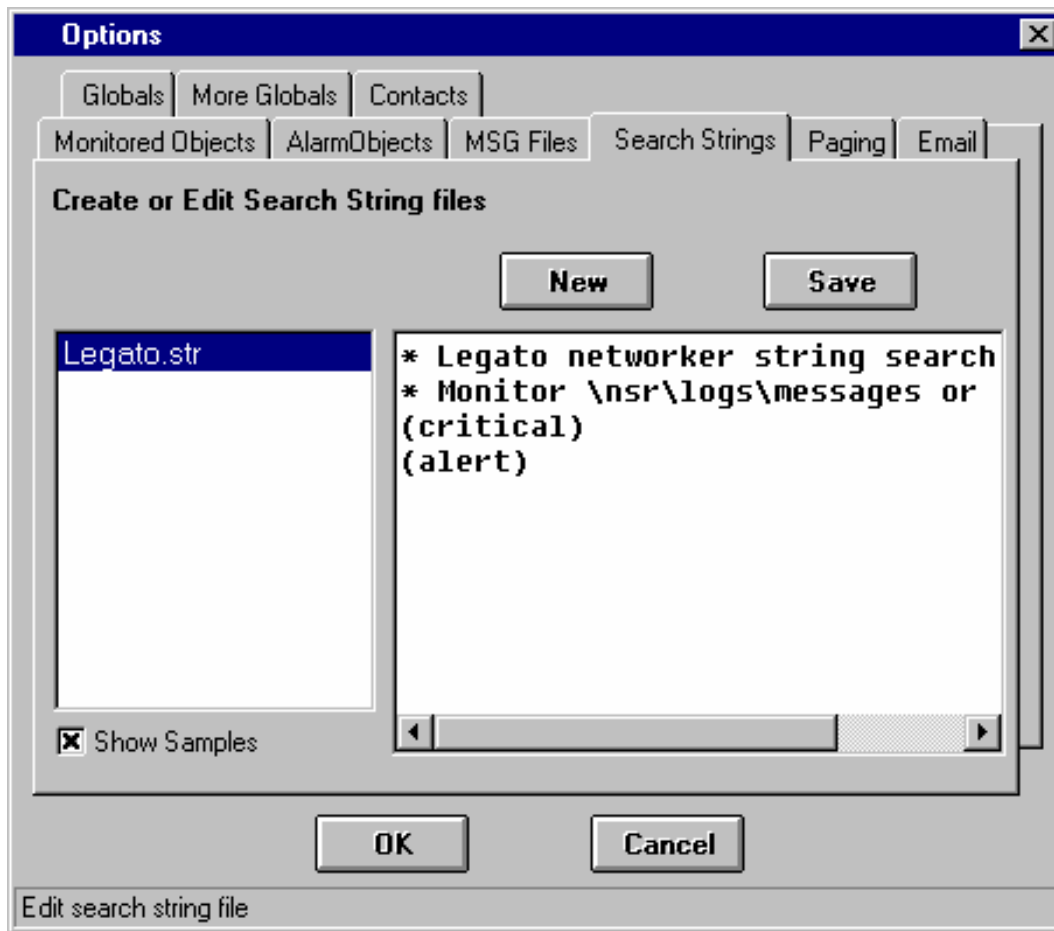 Options
Globals More Globals Contacts
Monitored Objects AlarmObjects MSG Files Search Strings Paging Email
Create or Edit Search String files
New Save
Legato.str
* Legato networker string search
* Monitor \nsr\logs\messages or
(critical)
(alert)
Show Samples
OK Cancel
Edit search string file